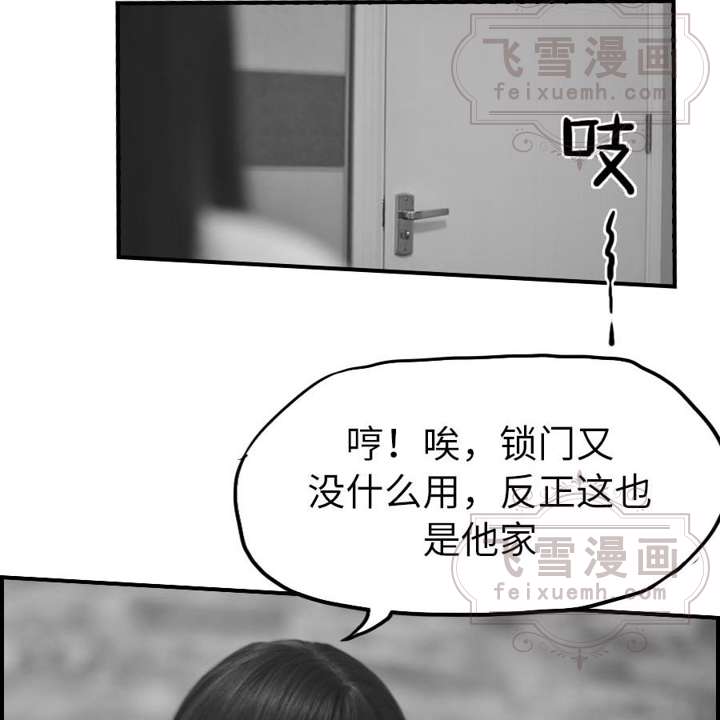 飞雪漫画
feixuemh.com
吱
哼！唉，锁门又
没什么用，反正这也
是他家
飞雪漫画
feixuemh.com